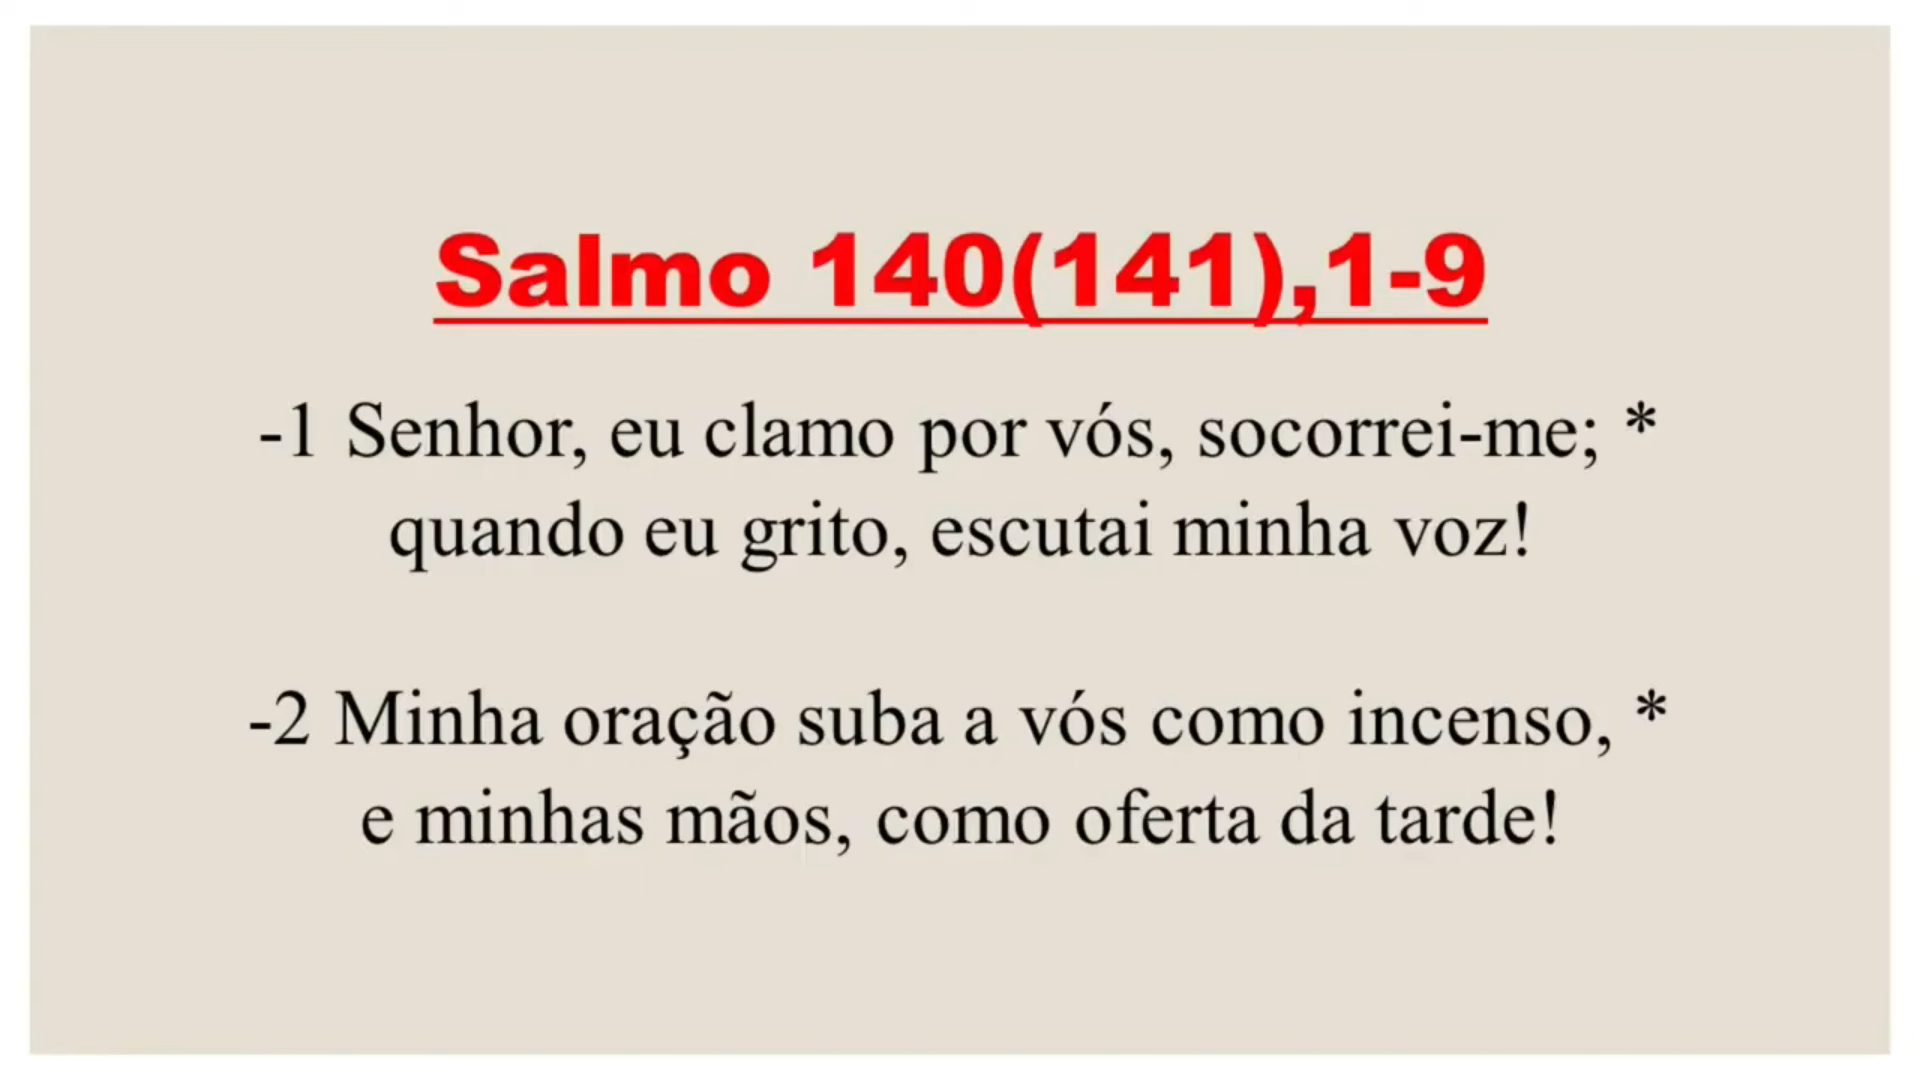 Salmo 140(141),1-9
-1 Senhor, eu clamo por vós, socorrei-me; *
quando eu grito, escutai minha voz!
-2 Minha oração suba a vós como incenso, *
e minhas mãos, como oferta da tarde!